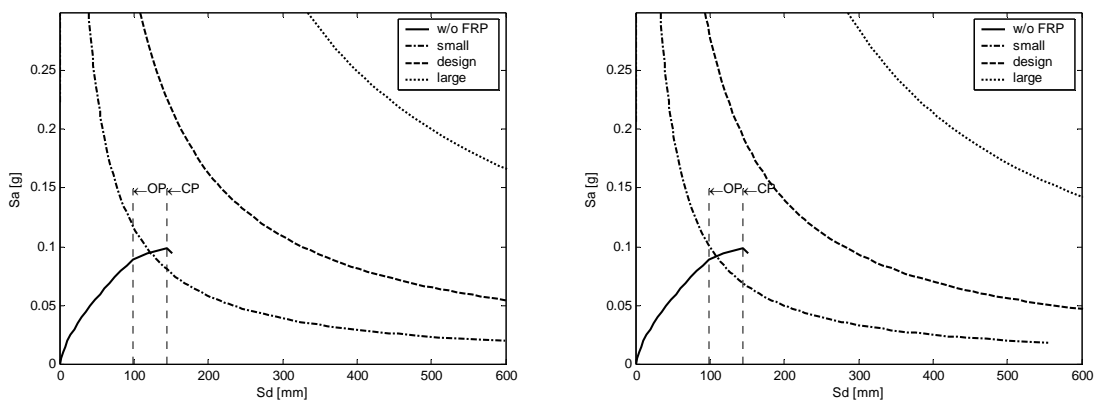 w/o FRP
small
design
large
0.25
0.2
0.15
0.1
0.05
0
Sa [g]
←OP ←CP
0 100 200 300 400 500 600
Sd [mm]
w/o FRP
small
design
large
0.25
0.2
0.15
0.1
0.05
0
Sa [g]
←OP ←CP
0 100 200 300 400 500 600
Sd [mm]